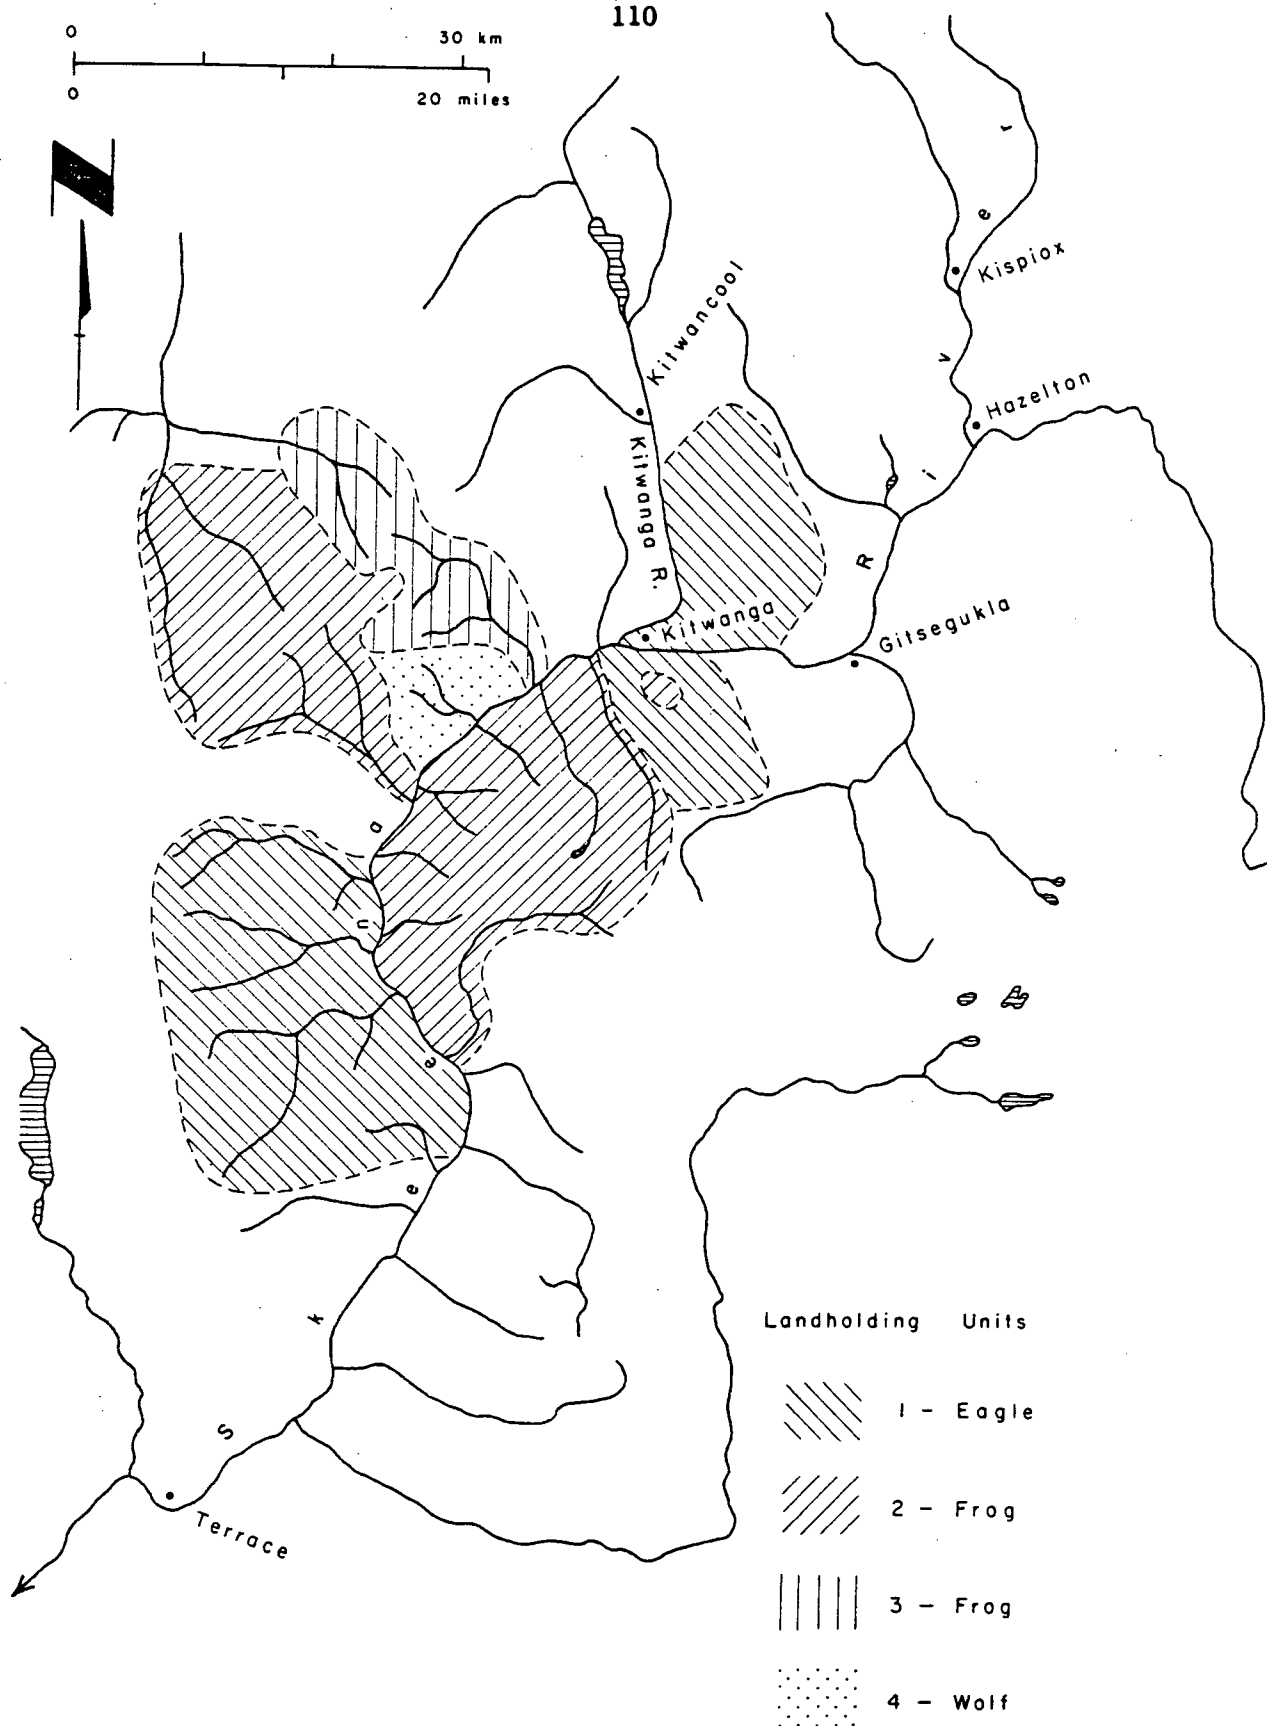 110
0 30 km
0 20 miles
N
Kispiox
Kitwancool
Hazelton
Kitwanga R.
Kitwanga
Gitsegukla
Skeeua River
Terrace
Landholding Units
1 - Eagle
2 - Frog
3 - Frog
4 - Wolf